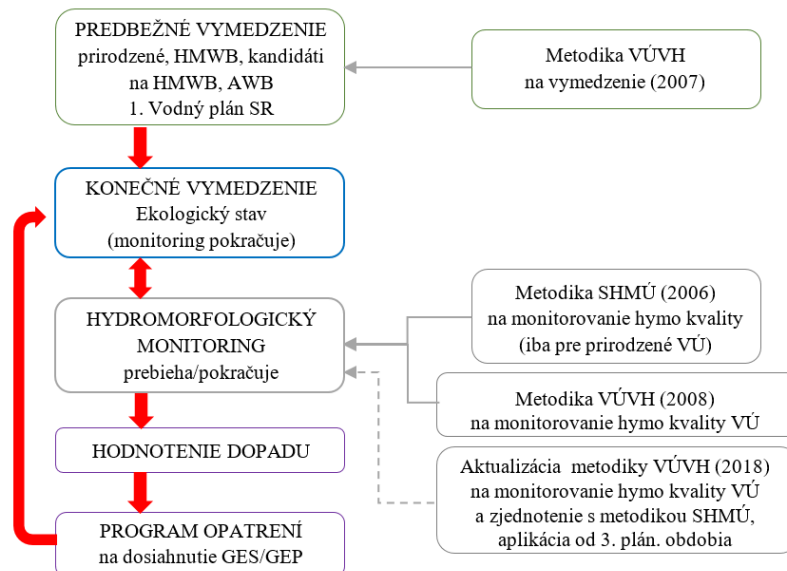 PREDBEŽNÉ VYMEDZENIE
prirodzené, HMWB, kandidáti
na HMWB, AWB
1. Vodný plán SR
Metodika VÚVH
na vymedzenie (2007)
KONEČNÉ VYMEDZENIE
Ekologický stav
(monitoring pokračuje)
HYDROMORFOLOGICKÝ
MONITORING
prebieha/pokračuje
Metodika SHMÚ (2006)
na monitorovanie hymo kvality
(iba pre prirodzené VÚ)
Metodika VÚVH (2008)
na monitorovanie hymo kvality VÚ
HODNOTENIE DOPADU
Aktualizácia metodiky VÚVH (2018)
na monitorovanie hymo kvality VÚ
a zjednotenie s metodikou SHMÚ,
aplikácia od 3. plán. obdobia
PROGRAM OPATRENÍ
na dosiahnutie GES/GEP